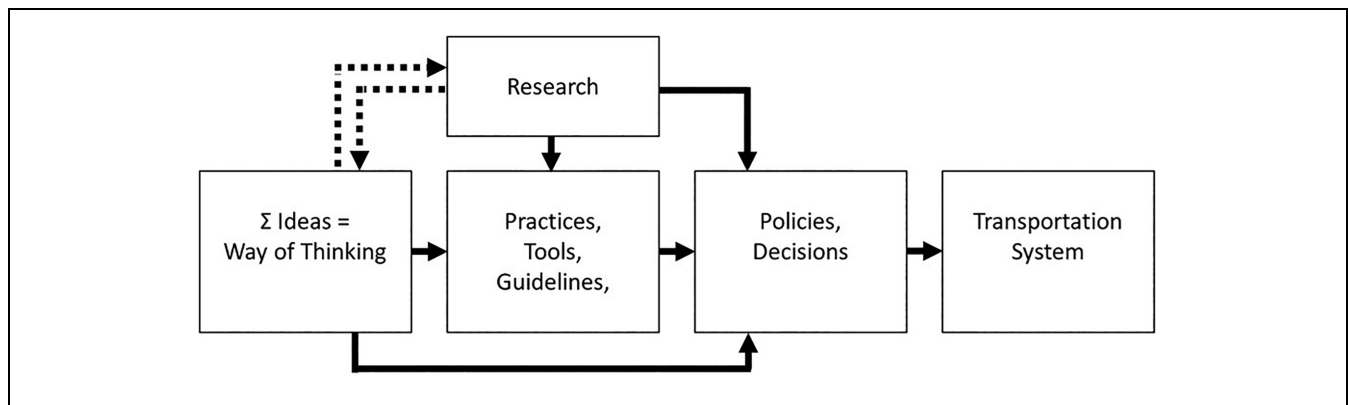 Research
Σ Ideas =
Way of Thinking
Practices,
Tools,
Guidelines,
Policies,
Decisions
Transportation
System